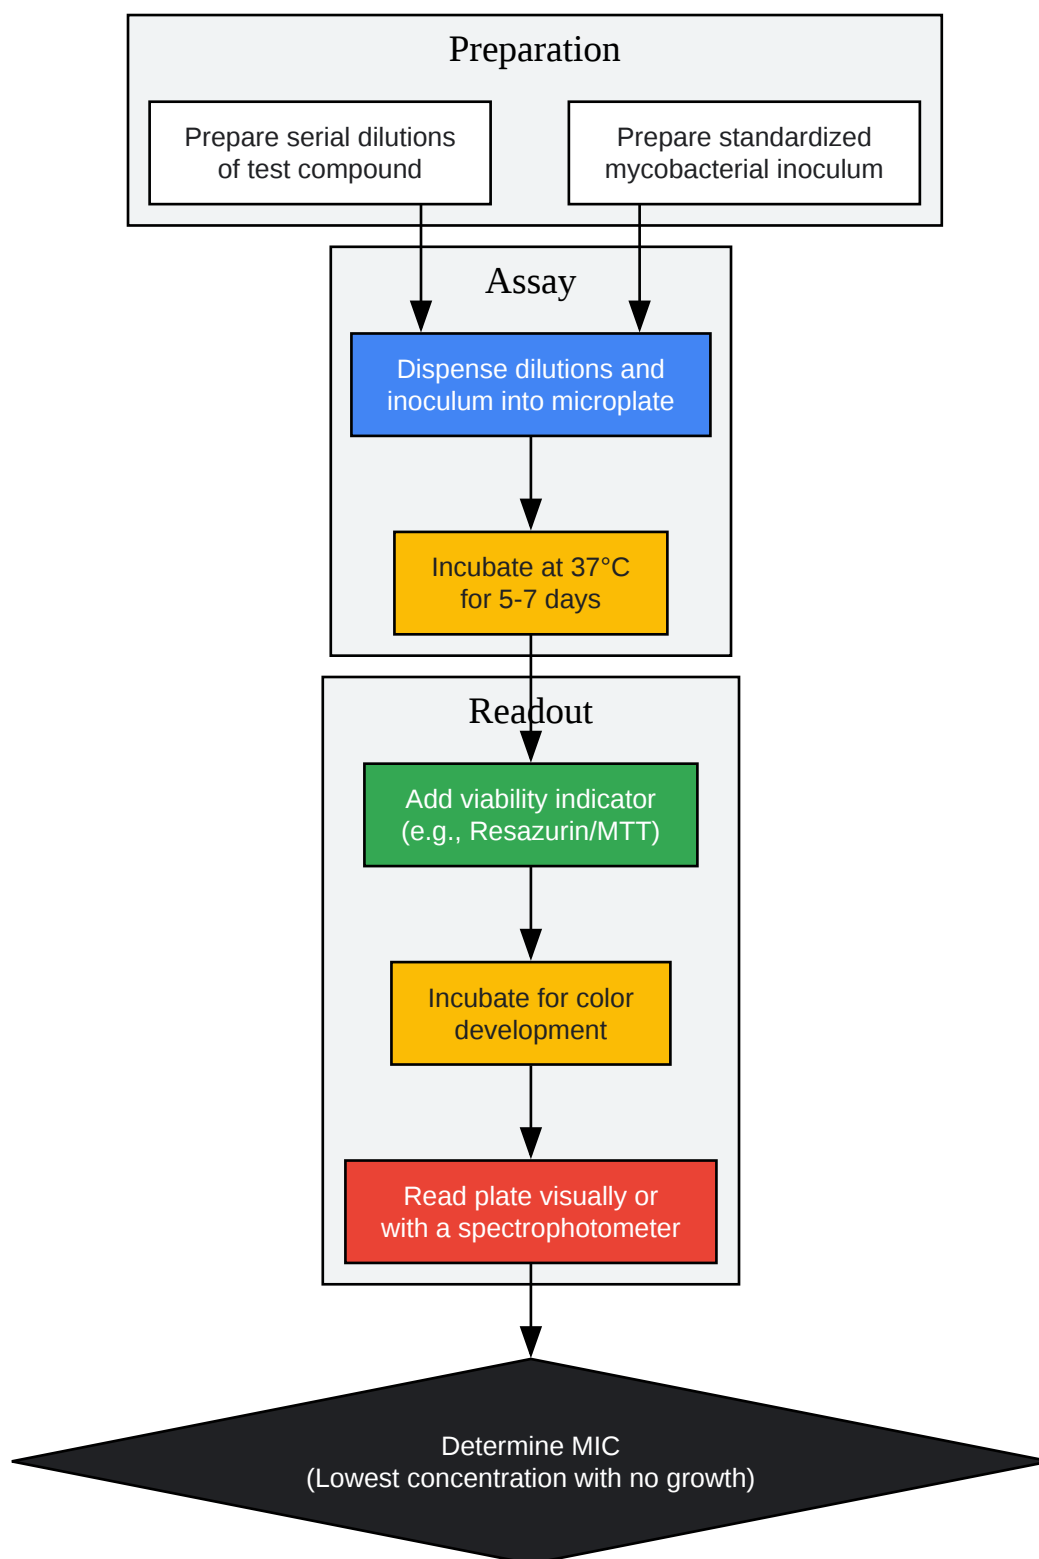 Preparation
Prepare serial dilutions
of test compound
Prepare standardized
mycobacterial inoculum
Assay
Dispense dilutions and
inoculum into microplate
Incubate at 37°C
for 5-7 days
Readout
Add viability indicator
(e.g., Resazurin/MTT)
Incubate for color
development
Read plate visually or
with a spectrophotometer
Determine MIC
(Lowest concentration with no growth)